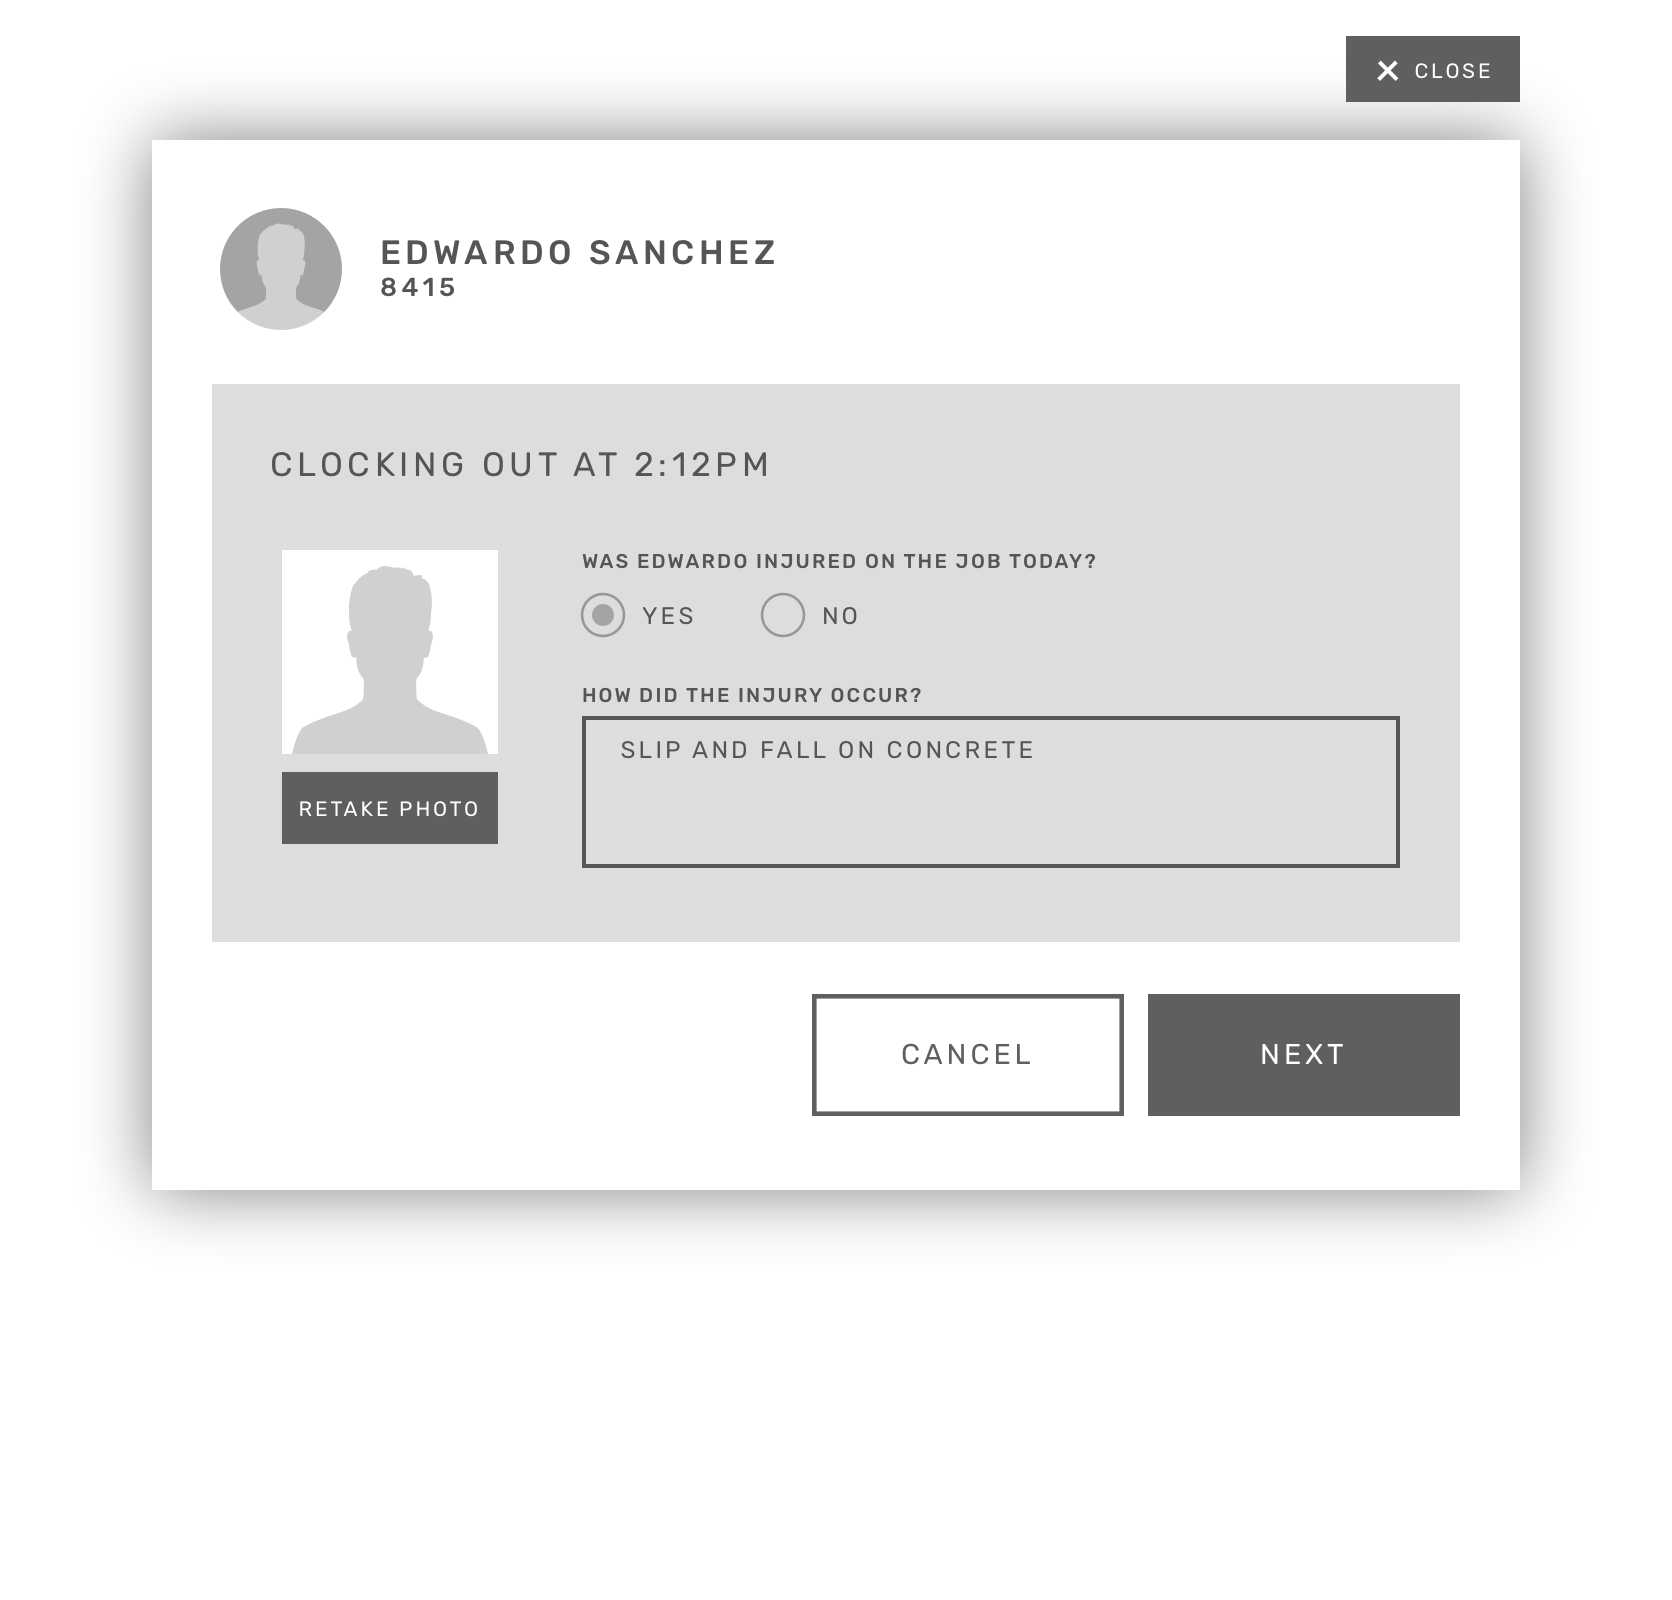 CLOSE
EDWARDO SANCHEZ
8415
CLOCKING OUT AT 2:12PM
WAS EDWARDO INJURED ON THE JOB TODAY?
YES NO
HOW DID THE INJURY OCCUR?
SLIP AND FALL ON CONCRETE
RETAKE PHOTO
CANCEL NEXT